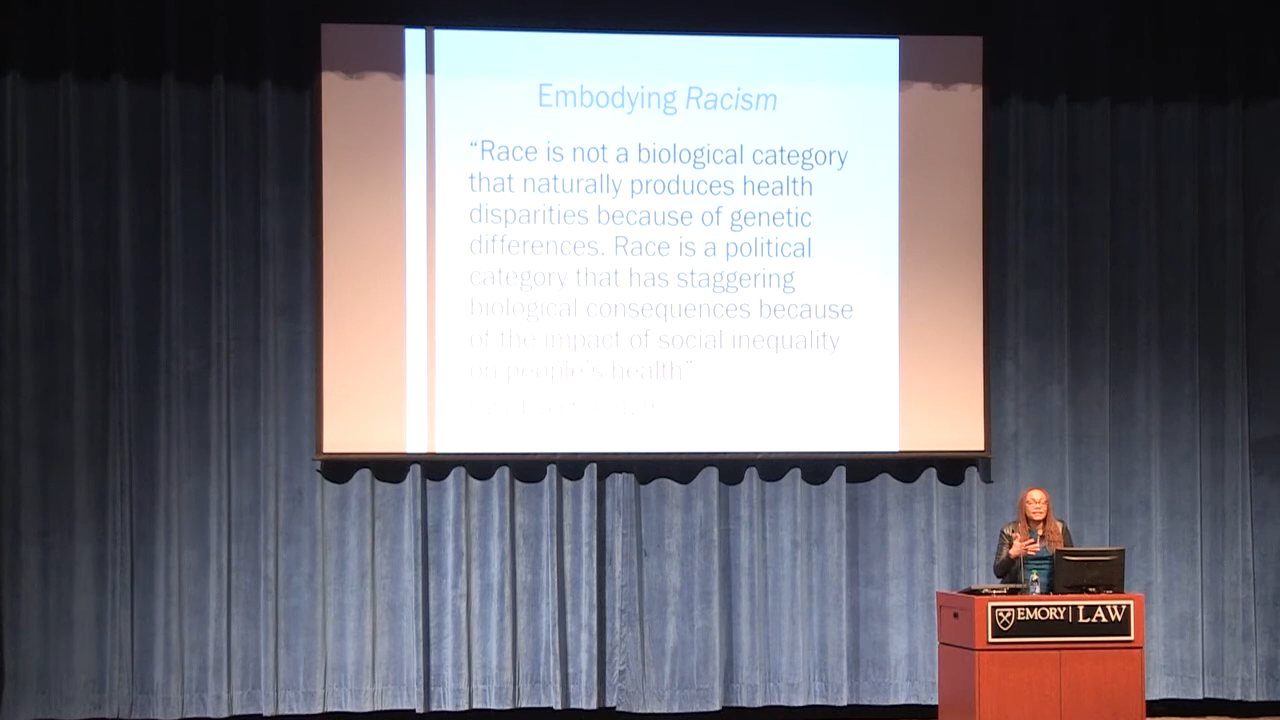 Embodying Racism
“Race is not a biological category
that naturally produces health
disparities because of genetic
differences. Race is a political
category that has staggering
biological consequences because
of the impact of social inequality
on people’s health”
EMORY | LAW